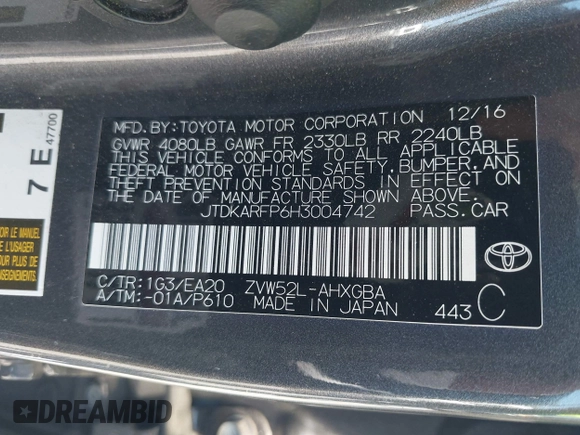 MFD.BY:TOYOTA MOTOR CORPORATION 12/16
GVWR 4080LB GAWR FR 2330LB RR 2240LB
THIS VEHICLE CONFORMS TO ALL APPLICABLE
FEDERAL MOTOR VEHICLE SAFETY,BUMPER,AND
THEFT PREVENTION STANDARDS IN EFFECT ON
THE DATE OF MANUFACTURE SHOWN ABOVE.
JTDKARFP6H3004742 PASS.CAR
C/TR:1G3/EA20 ZVW52L-AHXGBA
A/TM:-01A/P610 MADE IN JAPAN 443 C
TOYOTA
7 E 47700
DREAMBID